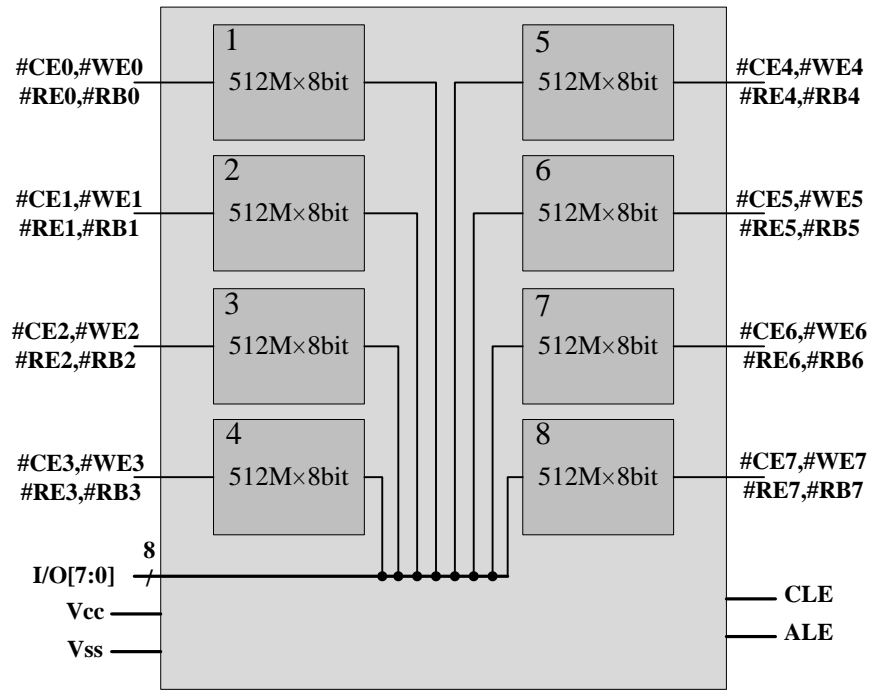 1
512M×8bit
#CE0,#WE0
#RE0,#RB0
5
512M×8bit
#CE4,#WE4
#RE4,#RB4
2
512M×8bit
#CE1,#WE1
#RE1,#RB1
6
512M×8bit
#CE5,#WE5
#RE5,#RB5
3
512M×8bit
#CE2,#WE2
#RE2,#RB2
7
512M×8bit
#CE6,#WE6
#RE6,#RB6
4
512M×8bit
#CE3,#WE3
#RE3,#RB3
8
512M×8bit
#CE7,#WE7
#RE7,#RB7
8
I/O[7:0]
Vcc
Vss
CLE
ALE